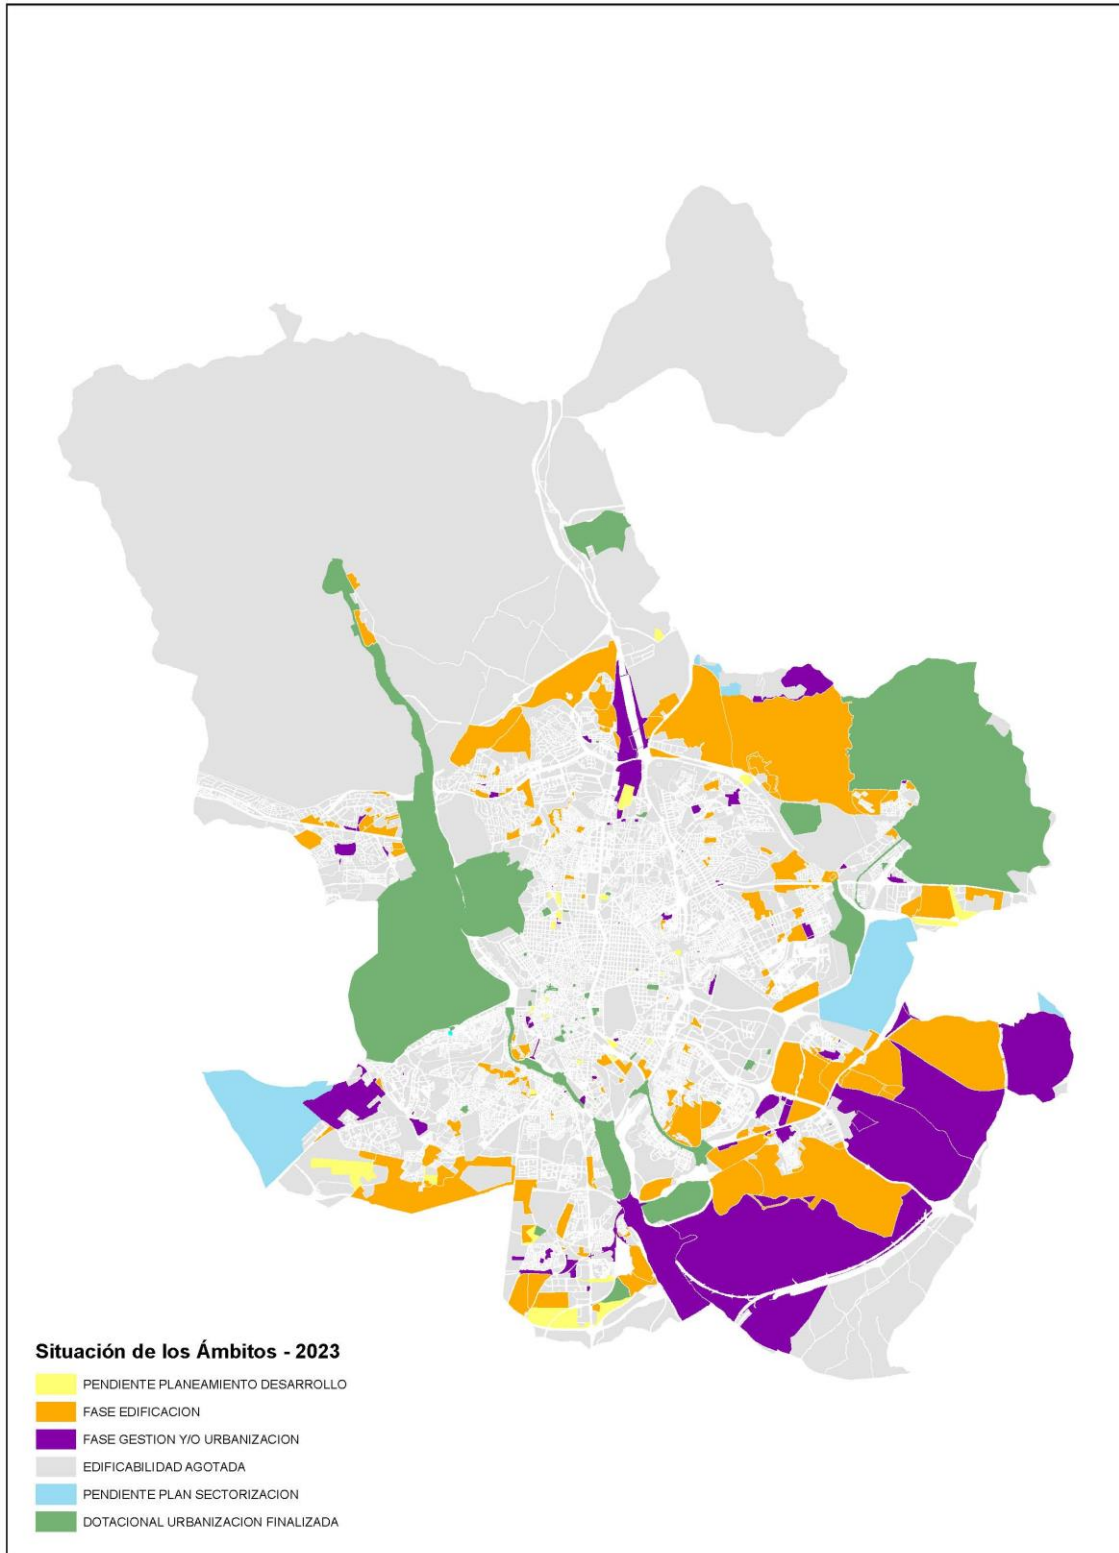 Situación de los Ámbitos - 2023
PENDIENTE PLANEAMIENTO DESARROLLO
FASE EDIFICACION
FASE GESTION Y/O URBANIZACION
EDIFICABILIDAD AGOTADA
PENDIENTE PLAN SECTORIZACION
DOTACIONAL URBANIZACION FINALIZADA